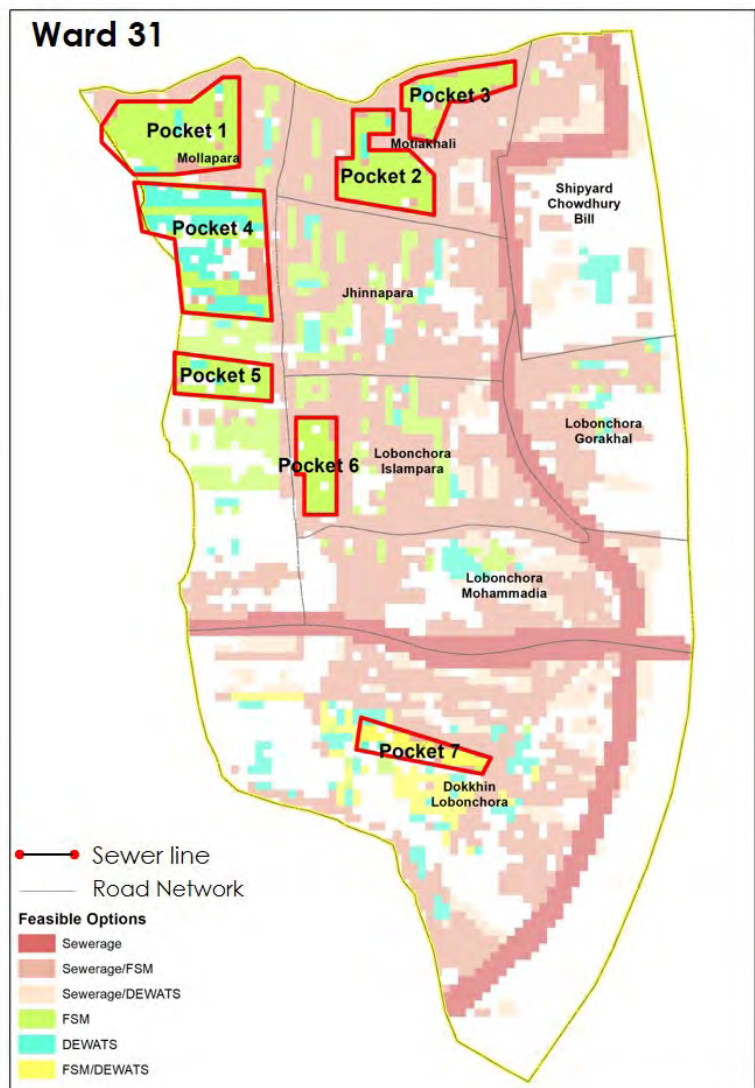 Ward 31
Pocket 3
Pocket 1
Motiakhali
Mollapara
Pocket 2
Shipyard
Chowdhury
Bill
Pocket 4
Jhinnapara
Pocket 5
Lobonchora
Gorakhal
Lobonchora
Islampara
Pocket 6
Lobonchora
Mohammadia
Pocket 7
Dokkhin
Lobonchora
Sewer line
Road Network
Feasible Options
Sewerage
Sewerage/FSM
Sewerage/DEWATS
FSM
DEWATS
FSM/DEWATS